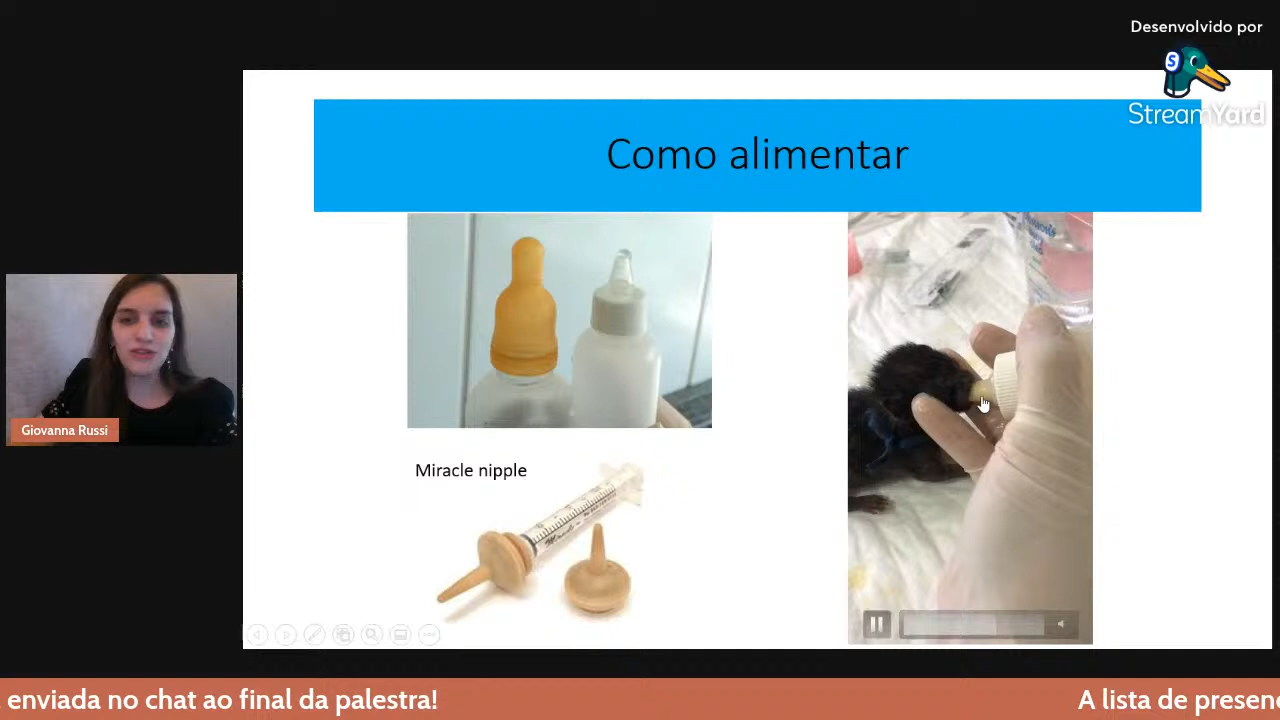 Desenvolvido por
StreamYard
Como alimentar
Giovanna Russi
Miracle nipple
enviada no chat ao final da palestra!
A lista de presen